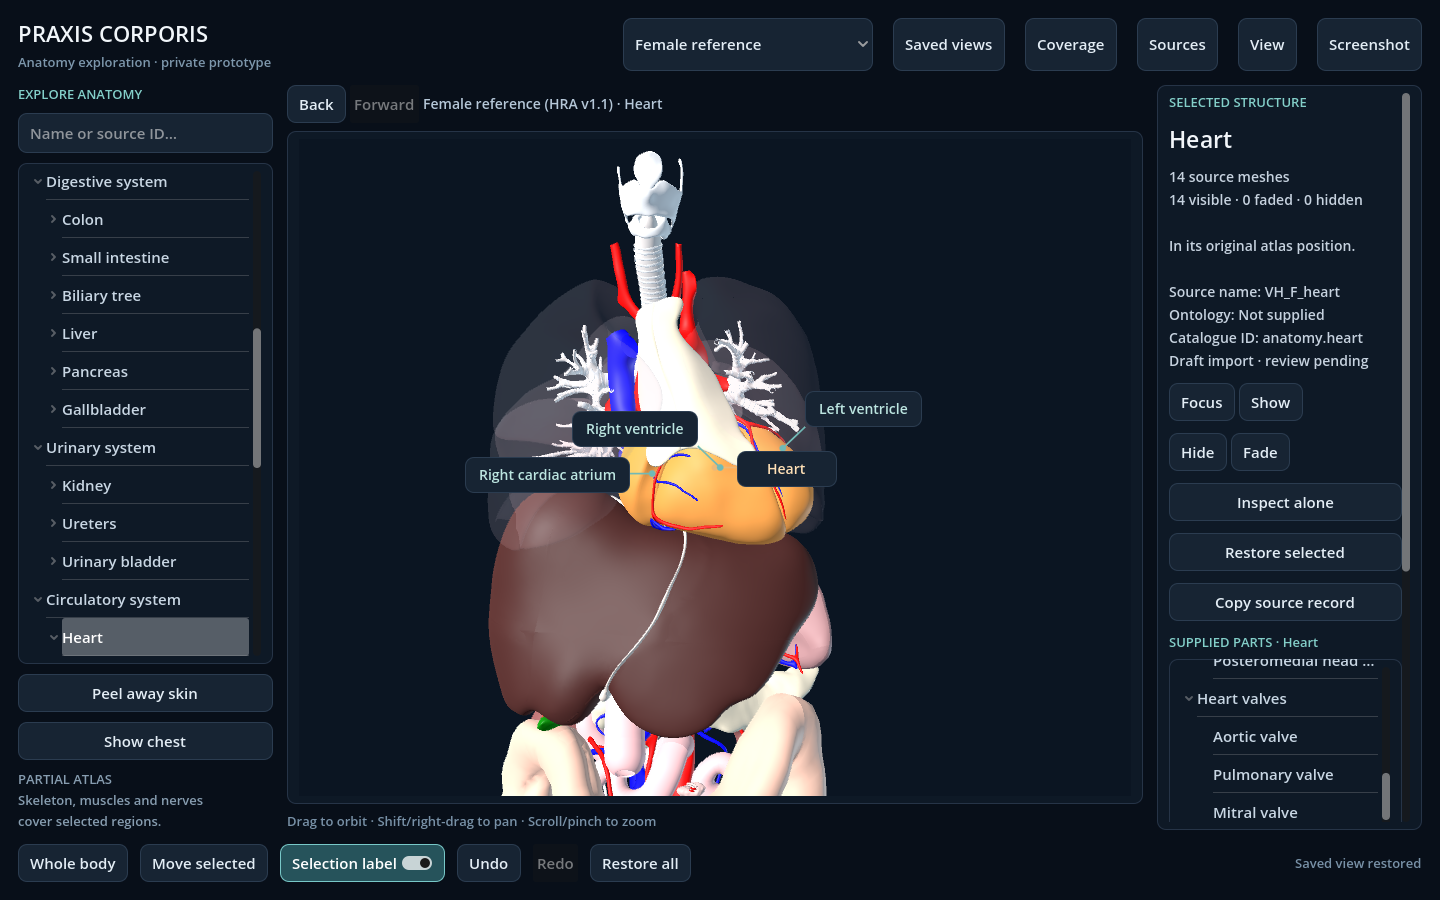 PRAXIS CORPORIS
Anatomy exploration · private prototype
Female reference
Saved views
Coverage
Sources
View
Screenshot
EXPLORE ANATOMY
Name or source ID...
Digestive system
Colon
Small intestine
Biliary tree
Liver
Pancreas
Gallbladder
Urinary system
Kidney
Ureters
Urinary bladder
Circulatory system
Heart
Peel away skin
Show chest
PARTIAL ATLAS
Skeleton, muscles and nerves
cover selected regions.
Back
Forward
Female reference (HRA v1.1) · Heart
Left ventricle
Right ventricle
Heart
Right cardiac atrium
Drag to orbit · Shift/right-drag to pan · Scroll/pinch to zoom
SELECTED STRUCTURE
Heart
14 source meshes
14 visible · 0 faded · 0 hidden
In its original atlas position.
Source name: VH_F_heart
Ontology: Not supplied
Catalogue ID: anatomy.heart
Draft import · review pending
Focus
Show
Hide
Fade
Inspect alone
Restore selected
Copy source record
SUPPLIED PARTS · Heart
Posteromedial head ...
Heart valves
Aortic valve
Pulmonary valve
Mitral valve
Whole body
Move selected
Selection label
Undo
Redo
Restore all
Saved view restored